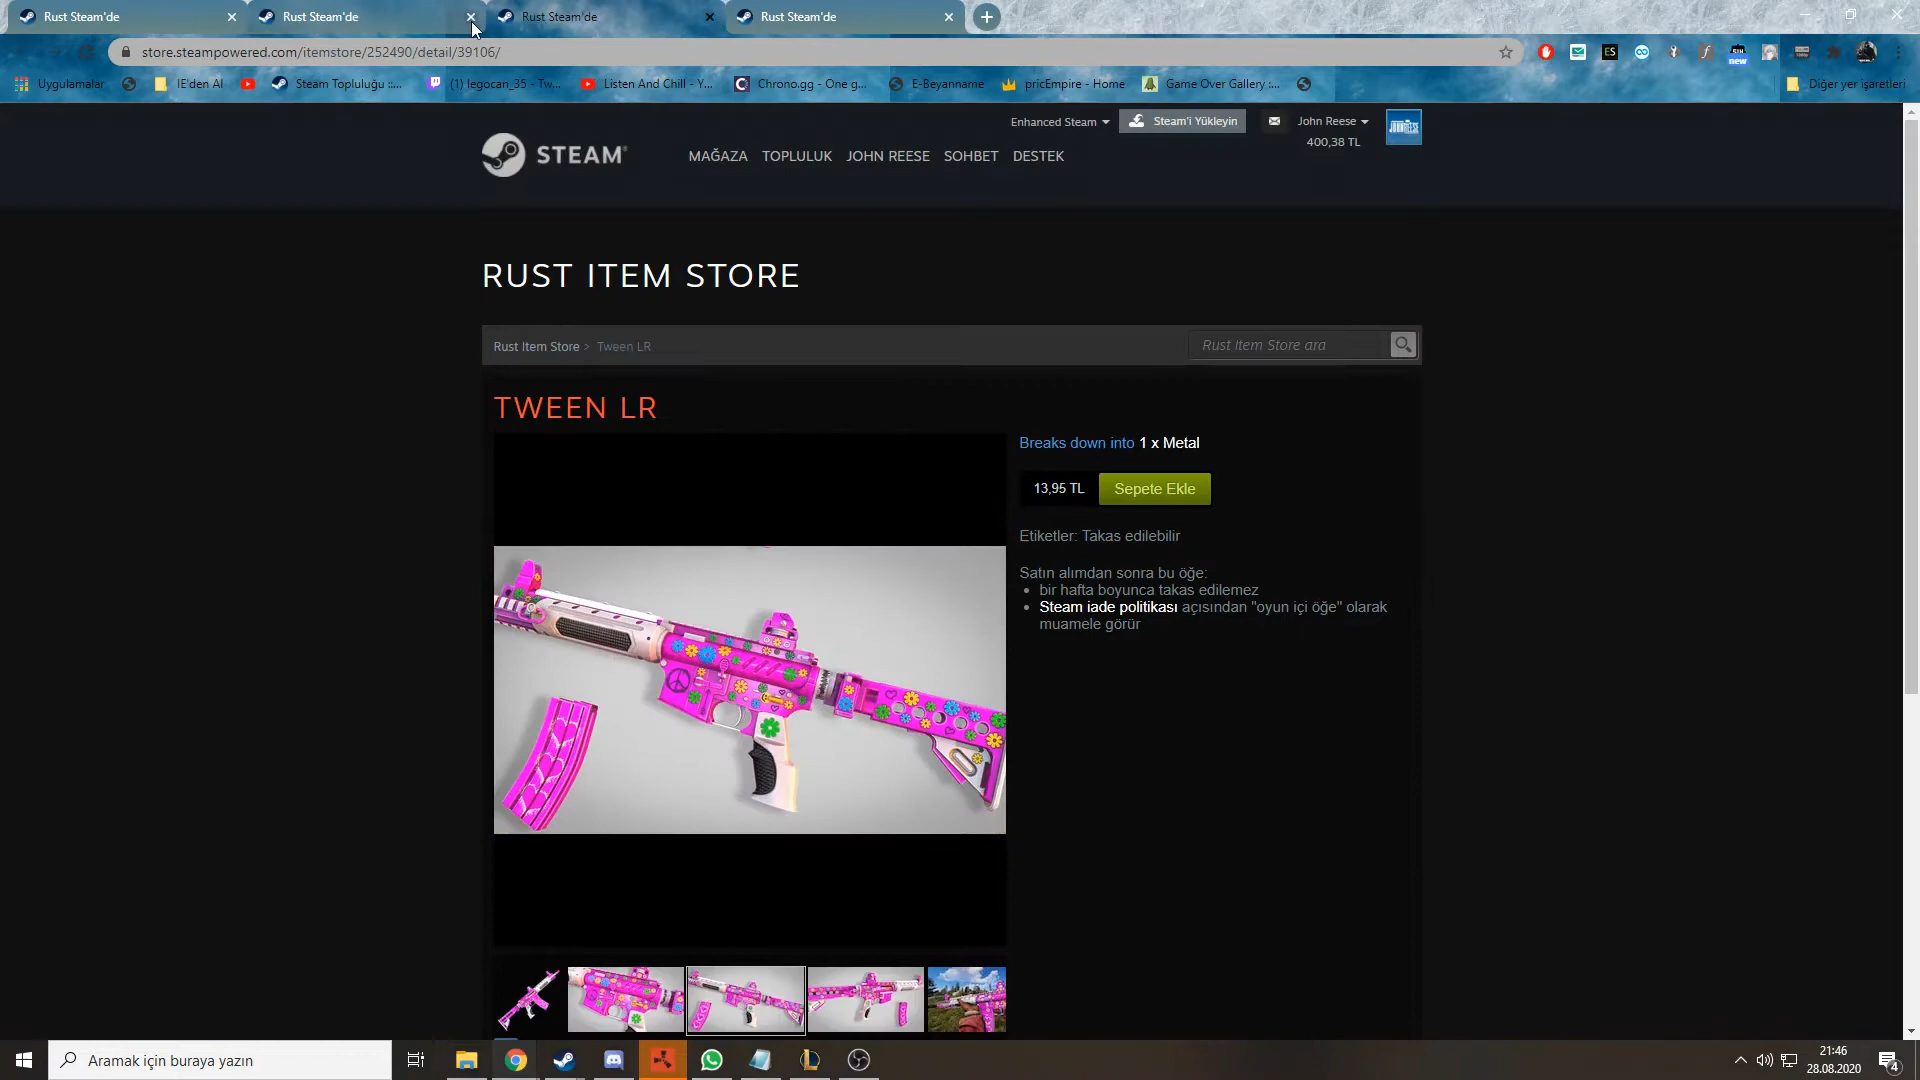 Rust Steam'de
Rust Steam'de
Rust Steam'de
Rust Steam'de
store.steampowered.com/itemstore/252490/detail/39106/
ES
new
Uygulamalar
IE'den Al
Steam Topluluğu ::...
(1) legocan_35 - Tw...
Listen And Chill - Y...
Chrono.gg - One g...
E-Beyanname
pricEmpire - Home
Game Over Gallery :...
Diğer yer işaretleri
Enhanced Steam
Steam'i Yükleyin
John Reese
400,38 TL
STEAM
MAĞAZA
TOPLULUK
JOHN REESE
SOHBET
DESTEK
RUST ITEM STORE
Rust Item Store > Tween LR
Rust Item Store ara
TWEEN LR
Breaks down into 1 x Metal
13,95 TL
Sepete Ekle
Etiketler: Takas edilebilir
Satın alımdan sonra bu öğe:
bir hafta boyunca takas edilemez
Steam iade politikası açısından "oyun içi öğe" olarak
muamele görür
Aramak için buraya yazın
21:46
28.08.2020
4